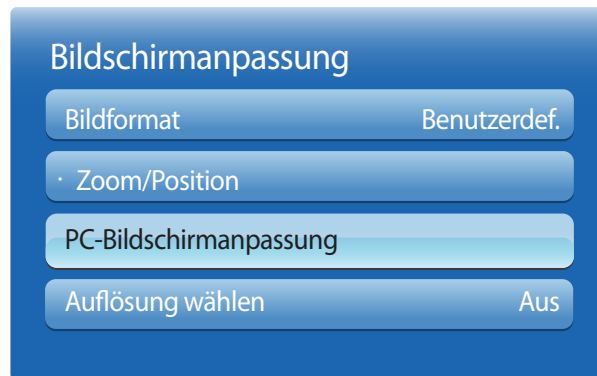 Bildschirmanpassung
Bildformat Benutzerdef.
· Zoom/Position
PC-Bildschirmanpassung
Auflösung wählen Aus